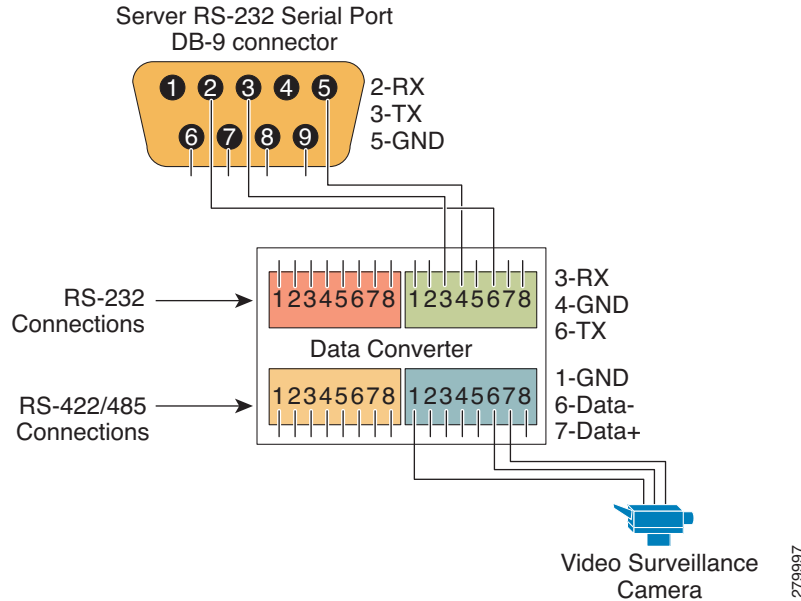 Server RS-232 Serial Port
DB-9 connector
1 2 3 4 5
2-RX
3-TX
5-GND
6 7 8 9
RS-232
Connections
12345678
12345678
3-RX
4-GND
6-TX
Data Converter
RS-422/485
Connections
12345678
12345678
1-GND
6-Data-
7-Data+
Video Surveillance
Camera
279997